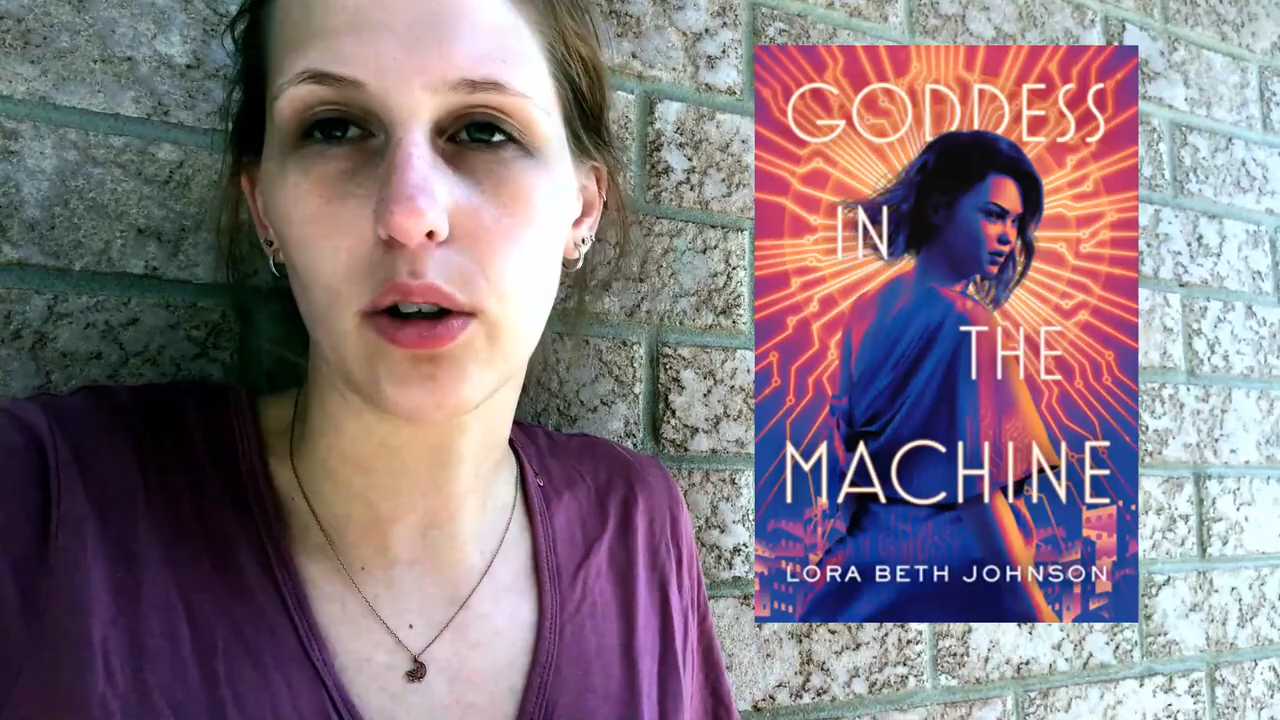 GODDESS
IN
THE
MACHINE
LORA BETH JOHNSON